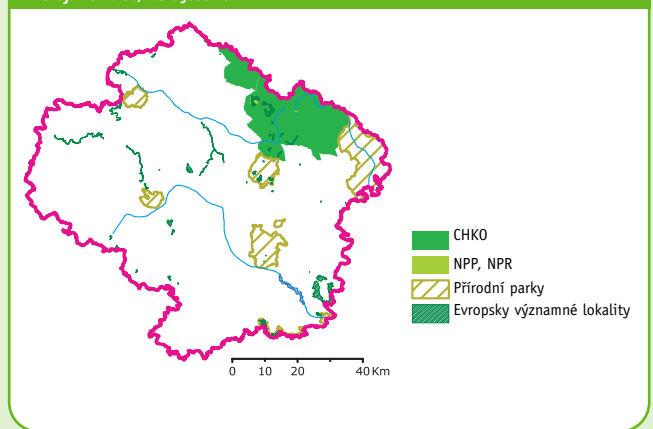 CHKO
NPP, NPR
Přírodní parky
Evropsky významné lokality
0 10 20 40 Km